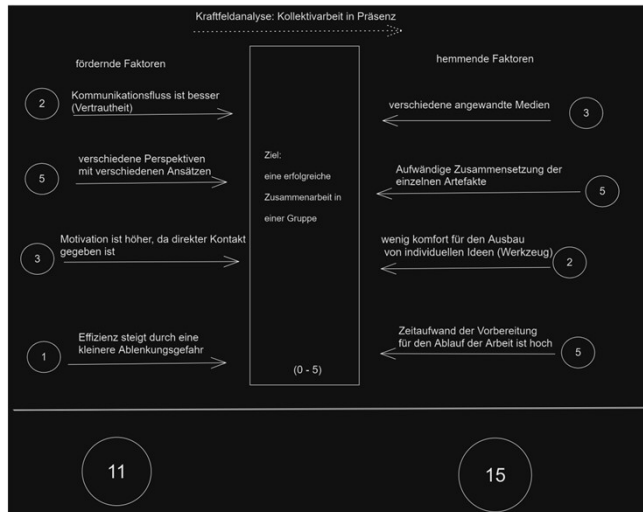 Kraftfeldanalyse: Kollektivarbeit in Präsenz
fördernde Faktoren
hemmende Faktoren
2
Kommunikationsfluss ist besser
(Vertrautheit)
verschiedene angewandte Medien
3
5
verschiedene Perspektiven
mit verschiedenen Ansätzen
Ziel:
eine erfolgreiche
Zusammenarbeit in
einer Gruppe
Aufwändige Zusammensetzung der
einzelnen Artefakte
5
3
Motivation ist höher, da direkter Kontakt
gegeben ist
wenig komfort für den Ausbau
von individuellen Ideen (Werkzeug)
2
1
Effizienz steigt durch eine
kleinere Ablenkungsgefahr
(0 - 5)
Zeitaufwand der Vorbereitung
für den Ablauf der Arbeit ist hoch
5
11
15